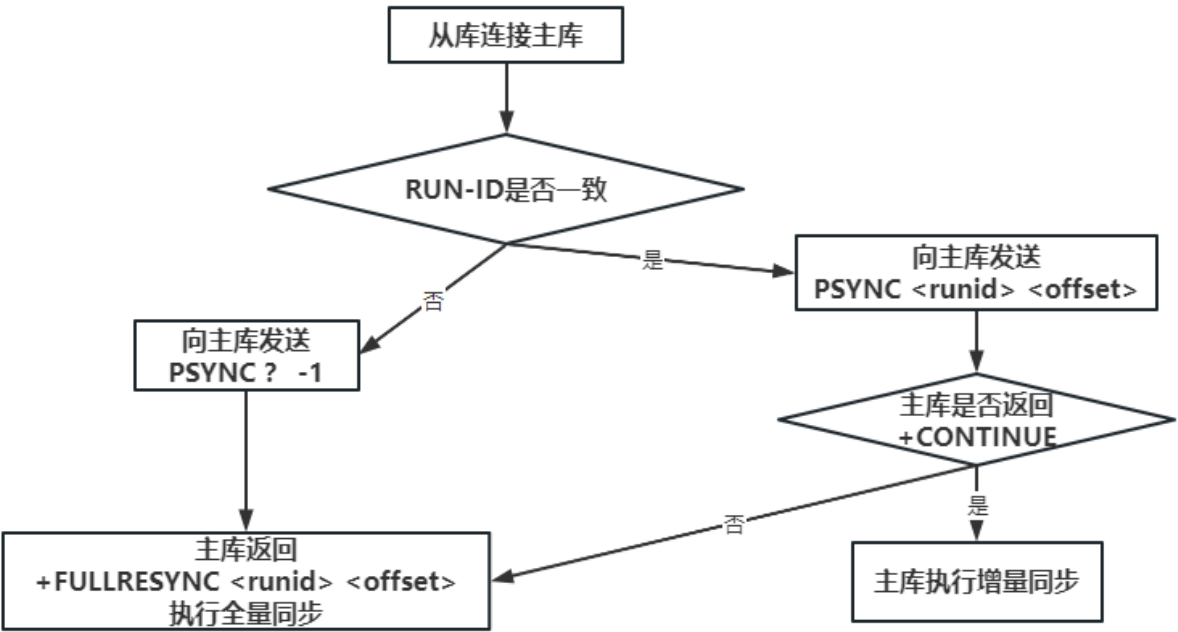 从库连接主库
RUN-ID是否一致
是
向主库发送
PSYNC <runid> <offset>
否
向主库发送
PSYNC ? -1
主库是否返回
+CONTINUE
是
否
主库返回
+FULLRESYNC <runid> <offset>
执行全量同步
主库执行增量同步